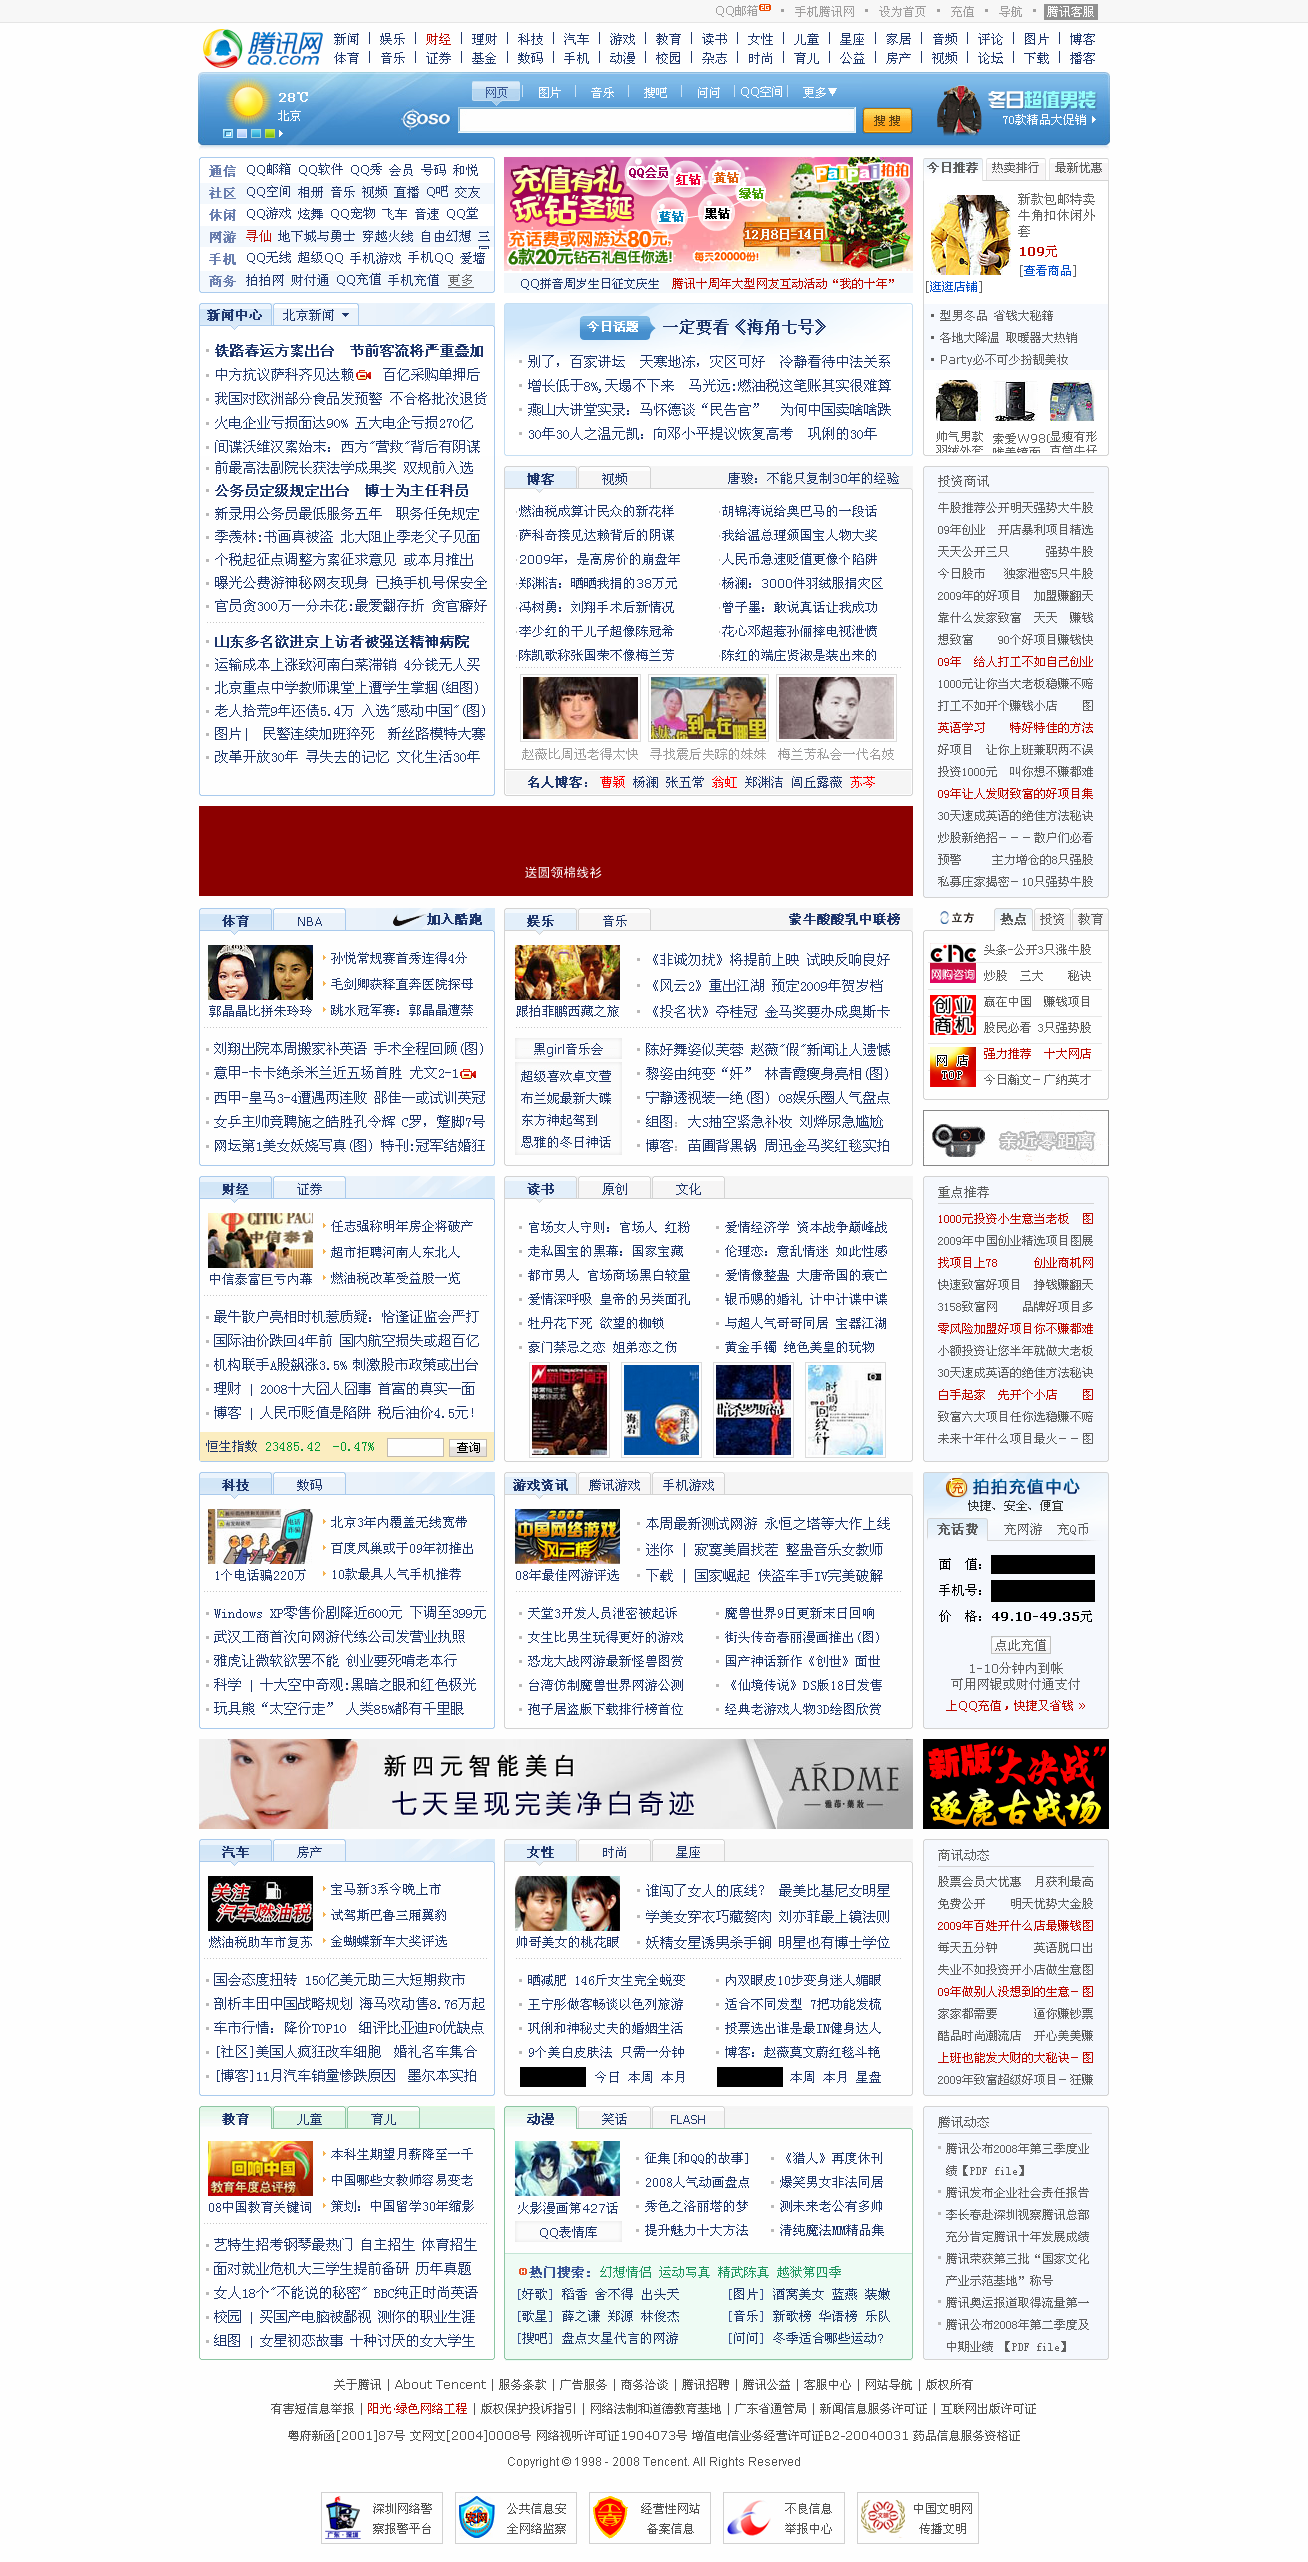 QQ邮箱 手机腾讯网 设为首页 充值 导航 腾讯客服
腾讯网 QQ.com
新闻 娱乐 财经 理财 科技 汽车 游戏 教育 读书 女性 儿童 星座 家居 音频 评论 图片 博客
体育 音乐 证券 基金 数码 手机 动漫 校园 杂志 时尚 育儿 公益 房产 视频 论坛 下载 播客
28℃
北京
网页 图片 音乐 搜吧 问问 QQ空间 更多▼
soso 搜搜
冬日超值男装
70款精品大促销
通信 QQ邮箱 QQ软件 QQ秀 会员 号码 和悦
社区 QQ空间 相册 音乐 视频 直播 Q吧 交友
休闲 QQ游戏 炫舞 QQ宠物 飞车 音速 QQ堂
网游 寻仙 地下城与勇士 穿越火线 自由幻想 三
手机 QQ无线 超级QQ 手机游戏 手机QQ 爱墙
商务 拍拍网 财付通 QQ充值 手机充值 更多
充值有礼
玩'钻'圣诞
QQ会员 红钻 黄钻 绿钻 蓝钻 黑钻
PaiPai拍拍
12月8日-14日
充话费或网游达80元,
6款20元钻石礼包任你选! 每天20000份!
QQ拼音周岁生日征文庆生 腾讯十周年大型网友互动活动“我的十年”
今日推荐 热卖排行 最新优惠
新款包邮特卖
牛角扣休闲外
套
109元
[查看商品]
[逛逛店铺]
型男冬品 省钱大秘籍
各地大降温 取暖器大热销
Party必不可少扮靓美妆
帅气男款 索爱W980 显瘦有形
新闻中心 北京新闻
铁路春运方案出台 节前客流将严重叠加
中方抗议萨科齐见达赖 百亿采购单押后
我国对欧洲部分食品发预警 不合格批次退货
火电企业亏损面达90% 五大电企亏损270亿
间谍沃维汉案始末：西方"营救"背后有阴谋
前最高法副院长获法学成果奖 双规前入选
公务员定级规定出台 博士为主任科员
新录用公务员最低服务五年 职务任免规定
季羡林:书画真被盗 北大阻止季老父子见面
个税起征点调整方案征求意见 或本月推出
曝光公费游神秘网友现身 已换手机号保安全
官员贪300万一分未花:最爱翻存折 贪官癖好
山东多名欲进京上访者被强送精神病院
运输成本上涨致河南白菜滞销 4分钱无人买
北京重点中学教师课堂上遭学生掌掴(组图)
老人拾荒9年还债5.4万 入选"感动中国"(图)
图片| 民警连续加班猝死 新丝路模特大赛
改革开放30年 寻失去的记忆 文化生活30年
今日话题 一定要看《海角七号》
别了，百家讲坛 天寒地冻，灾区可好 冷静看待中法关系
增长低于8%,天塌不下来 马光远:燃油税这笔账其实很难算
燕山大讲堂实录：马怀德谈“民告官” 为何中国卖啥啥跌
30年30人之温元凯：向邓小平提议恢复高考 巩俐的30年
博客 视频 唐骏：不能只复制30年的经验
燃油税成算计民众的新花样 胡锦涛说给奥巴马的一段话
萨科奇接见达赖背后的阴谋 我给温总理颁国宝人物大奖
2009年，是高房价的崩盘年 人民币急速贬值更像个陷阱
郑渊洁：晒晒我捐的38万元 杨澜：3000件羽绒服捐灾区
冯树勇：刘翔手术后新情况 曾子墨：敢说真话让我成功
李少红的干儿子超像陈冠希 花心邓超惹孙俪摔电视泄愤
陈凯歌称张国荣不像梅兰芳 陈红的端庄贤淑是装出来的
到底在哪里
赵薇比周迅老得太快 寻找震后失踪的妹妹 梅兰芳私会一代名妓
名人博客：曹颖 杨澜 张五常 翁虹 郑渊洁 闾丘露薇 苏芩
投资商讯
牛股推荐公开明天强势大牛股
09年创业 开店暴利项目精选
天天公开三只 强势牛股
今日股市 独家泄密5只牛股
2009年的好项目 加盟赚翻天
靠什么发家致富 天天 赚钱
想致富 90个好项目赚钱快
09年 给人打工不如自己创业
1000元让你当大老板稳赚不赔
打工不如开个赚钱小店 图
英语学习 特好特佳的方法
好项目 让你上班兼职两不误
投资1000元 叫你想不赚都难
09年让人发财致富的好项目集
30天速成英语的绝佳方法秘诀
炒股新绝招－－－散户们必看
预警 主力增仓的8只强股
私募庄家揭密－10只强势牛股
送圆领棉线衫
体育 NBA 加入酷跑
孙悦常规赛首秀连得4分
毛剑卿获释直奔医院探母
跳水冠军赛：郭晶晶遭禁
郭晶晶比拼朱玲玲
刘翔出院本周搬家补英语 手术全程回顾(图)
意甲-卡卡绝杀米兰近五场首胜 尤文2-1
西甲-皇马3-4遭遇两连败 邵佳一或试训英冠
女乒主帅竞聘施之皓胜孔令辉 C罗，蹩脚7号
网坛第1美女妖娆写真(图) 特刊:冠军结婚狂
娱乐 音乐 蒙牛酸酸乳中联榜
《非诚勿扰》将提前上映 试映反响良好
《风云2》重出江湖 预定2009年贺岁档
《投名状》夺桂冠 金马奖要办成奥斯卡
跟拍菲鹏西藏之旅
黑girl音乐会
超级喜欢卓文萱
布兰妮最新大碟
东方神起驾到
恩雅的冬日神话
陈好舞姿似芙蓉 赵薇"假"新闻让人遗憾
黎姿由纯变“奸” 林青霞瘦身亮相(图)
宁静透视装一绝(图) 08娱乐圈人气盘点
组图：大S抽空紧急补妆 刘烨尿急尴尬
博客：苗圃背黑锅 周迅金马奖红毯实拍
立方 热点 投资 教育
cnc 网购咨询
头条-公开3只涨牛股
炒股 三大 秘诀
创业商机
赢在中国 赚钱项目
股民必看 3只强势股
网店TOP
强力推荐 十大网店
今日瀚文－广纳英才
亲近零距离
财经 证券
任志强称明年房企将破产
超市拒聘河南人东北人
燃油税改革受益股一览
中信泰富巨亏内幕
最牛散户亮相时机惹质疑：恰逢证监会严打
国际油价跌回4年前 国内航空损失或超百亿
机构联手A股飙涨3.5% 刺激股市政策或出台
理财 | 2008十大囧人囧事 首富的真实一面
博客 | 人民币贬值是陷阱 税后油价4.5元!
恒生指数 23485.42 -0.47% 查询
读书 原创 文化
官场女人守则：官场人 红粉 爱情经济学 资本战争巅峰战
走私国宝的黑幕：国家宝藏 伦理恋：意乱情迷 如此性感
都市男人 官场商场黑白较量 爱情像整蛊 大唐帝国的衰亡
爱情深呼吸 皇帝的另类面孔 银币赐的婚礼 计中计谍中谍
牡丹花下死 欲望的枷锁 与超人气哥哥同居 宝器江湖
豪门禁忌之恋 姐弟恋之伤 黄金手镯 绝色美皇的玩物
新世纪周刊 海岩 深牢大狱 时间的回纹针
重点推荐
1000元投资小生意当老板 图
2009年中国创业精选项目图展
找项目上78 创业商机网
快速致富好项目 挣钱赚翻天
3158致富网 品牌好项目多
零风险加盟好项目你不赚都难
小额投资让您半年就做大老板
30天速成英语的绝佳方法秘诀
白手起家 先开个小店 图
致富六大项目任你选稳赚不赔
未来十年什么项目最火－－图
科技 数码
北京3年内覆盖无线宽带
百度凤巢或于09年初推出
10款最具人气手机推荐
1个电话骗220万
Windows XP零售价剧降近600元 下调至399元
武汉工商首次向网游代练公司发营业执照
雅虎让微软欲罢不能 创业要死啃老本行
科学 | 十大空中奇观:黑暗之眼和红色极光
玩具熊“太空行走” 人类85%都有千里眼
游戏资讯 腾讯游戏 手机游戏
2008中国网络游戏风云榜
本周最新测试网游 永恒之塔等大作上线
迷你 | 寂寞美眉找茬 整蛊音乐女教师
下载 | 国家崛起 侠盗车手IV完美破解
08年最佳网游评选
天堂3开发人员泄密被起诉 魔兽世界9日更新末日回响
女生比男生玩得更好的游戏 街头传奇春丽漫画推出(图)
恐龙大战网游最新怪兽图赏 国产神话新作《创世》面世
台湾仿制魔兽世界网游公测 《仙境传说》DS版18日发售
孢子居盗版下载排行榜首位 经典老游戏人物3D绘图欣赏
拍拍充值中心
快捷、安全、便宜
充话费 充网游 充Q币
面 值：
手机号：
价 格：49.10-49.35元
点此充值
1-10分钟内到帐
可用网银或财付通支付
上QQ充值，快捷又省钱 »
新四元智能美白
七天呈现完美净白奇迹
ARDME
新版"大决战"
逐鹿古战场
汽车 房产
关注汽车燃油税
宝马新3系今晚上市
试驾斯巴鲁三厢翼豹
金蝴蝶新车大奖评选
燃油税助车市复苏
国会态度扭转 150亿美元助三大短期救市
剖析丰田中国战略规划 海马欢动售8.76万起
车市行情：降价TOP10 细评比亚迪F0优缺点
[社区]美国人疯狂改车细胞 婚礼名车集合
[博客]11月汽车销量惨跌原因 墨尔本实拍
女性 时尚 星座
谁闯了女人的底线? 最美比基尼女明星
学美女穿衣巧藏赘肉 刘亦菲最上镜法则
妖精女星诱男杀手锏 明星也有博士学位
帅哥美女的桃花眼
晒减肥 146斤女生完全蜕变 内双眼皮10步变身迷人媚眼
王宁彤做客畅谈以色列旅游 适合不同发型 7把功能发梳
巩俐和神秘丈夫的婚姻生活 投票选出谁是最IN健身达人
9个美白皮肤法 只需一分钟 博客：赵薇莫文蔚红毯斗艳
今日 本周 本月 本周 本月 星盘
商讯动态
股票会员大优惠 月获利最高
免费公开 明天优势大金股
2009年百姓开什么店最赚钱图
每天五分钟 英语脱口出
失业不如投资开小店做生意图
09年做别人没想到的生意－图
家家都需要 逼你赚钞票
酷品时尚潮流店 开心美美赚
上班也能发大财的大秘诀－图
2009年致富超级好项目－狂赚
教育 儿童 育儿
回响中国
教育年度总评榜
本科生期望月薪降至一千
中国哪些女教师容易变老
策划：中国留学30年缩影
08中国教育关键词
艺特生招考钢琴最热门 自主招生 体育招生
面对就业危机大三学生提前备研 历年真题
女人18个"不能说的秘密" BBC纯正时尚英语
校园 | 买国产电脑被鄙视 测你的职业生涯
组图 | 女星初恋故事 十种讨厌的女大学生
动漫 笑话 FLASH
征集[和QQ的故事] 《猎人》再度休刊
2008人气动画盘点 爆笑男女非法同居
秀色之洛丽塔的梦 测未来老公有多帅
提升魅力十大方法 清纯魔法MM精品集
火影漫画第427话
QQ表情库
热门搜索：幻想情侣 运动写真 精武陈真 越狱第四季
[好歌] 稻香 舍不得 出头天 [图片] 酒窝美女 蓝燕 装嫩
[歌星] 薛之谦 郑源 林俊杰 [音乐] 新歌榜 华语榜 乐队
[搜吧] 盘点女星代言的网游 [问问] 冬季适合哪些运动?
腾讯动态
腾讯公布2008年第三季度业
绩【PDF file】
腾讯发布企业社会责任报告
李长春赴深圳视察腾讯总部
充分肯定腾讯十年发展成绩
腾讯荣获第三批“国家文化
产业示范基地”称号
腾讯奥运报道取得流量第一
腾讯公布2008年第二季度及
中期业绩 【PDF file】
关于腾讯 | About Tencent | 服务条款 | 广告服务 | 商务洽谈 | 腾讯招聘 | 腾讯公益 | 客服中心 | 网站导航 | 版权所有
有害短信息举报 | 阳光·绿色网络工程 | 版权保护投诉指引 | 网络法制和道德教育基地 | 广东省通管局 | 新闻信息服务许可证 | 互联网出版许可证
粤府新函[2001]87号 文网文[2004]0008号 网络视听许可证1904073号 增值电信业务经营许可证B2-20040031 药品信息服务资格证
Copyright © 1998 - 2008 Tencent. All Rights Reserved
深圳网络警察报警平台 公共信息安全网络监察 经营性网站备案信息 不良信息举报中心 中国文明网传播文明